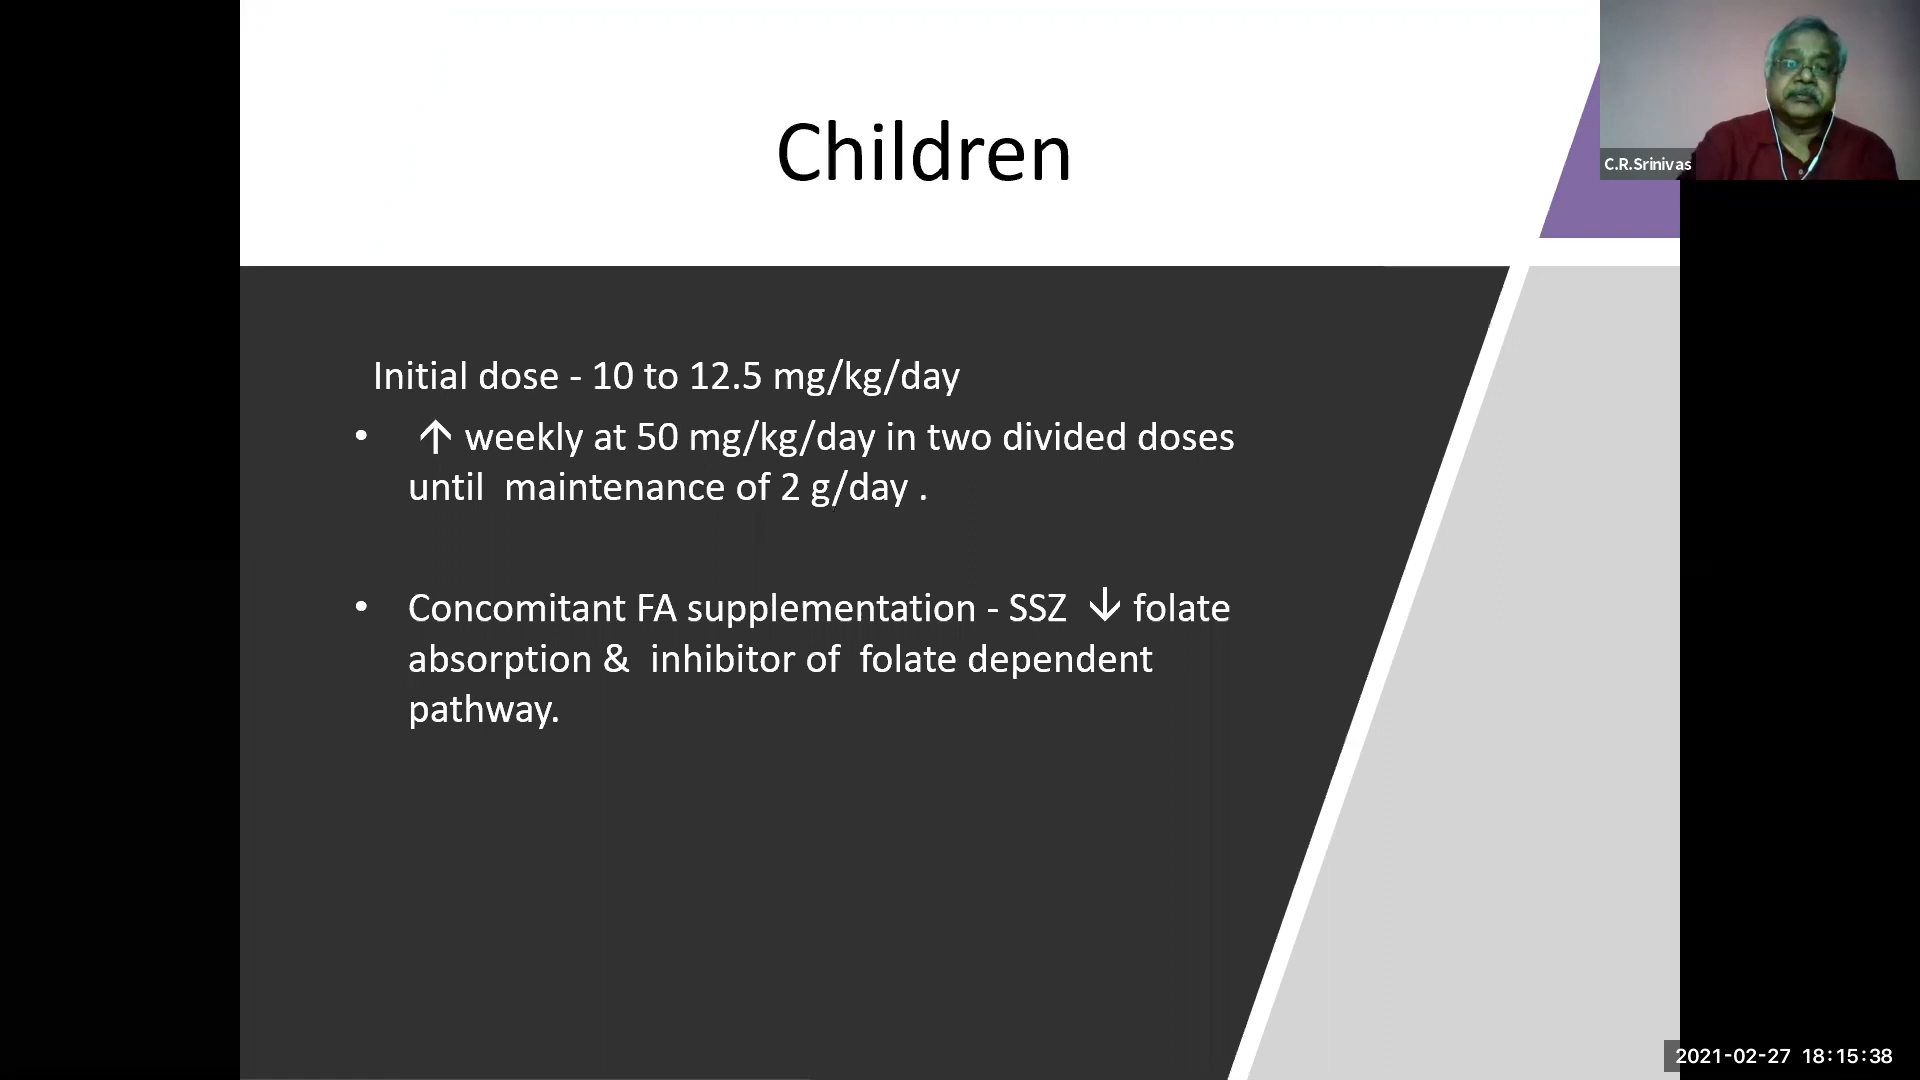 C.R.Srinivas
Children
Initial dose - 10 to 12.5 mg/kg/day
• ↑ weekly at 50 mg/kg/day in two divided doses
until maintenance of 2 g/day .
• Concomitant FA supplementation - SSZ ↓ folate
absorption & inhibitor of folate dependent
pathway.
2021-02-27 18:15:38